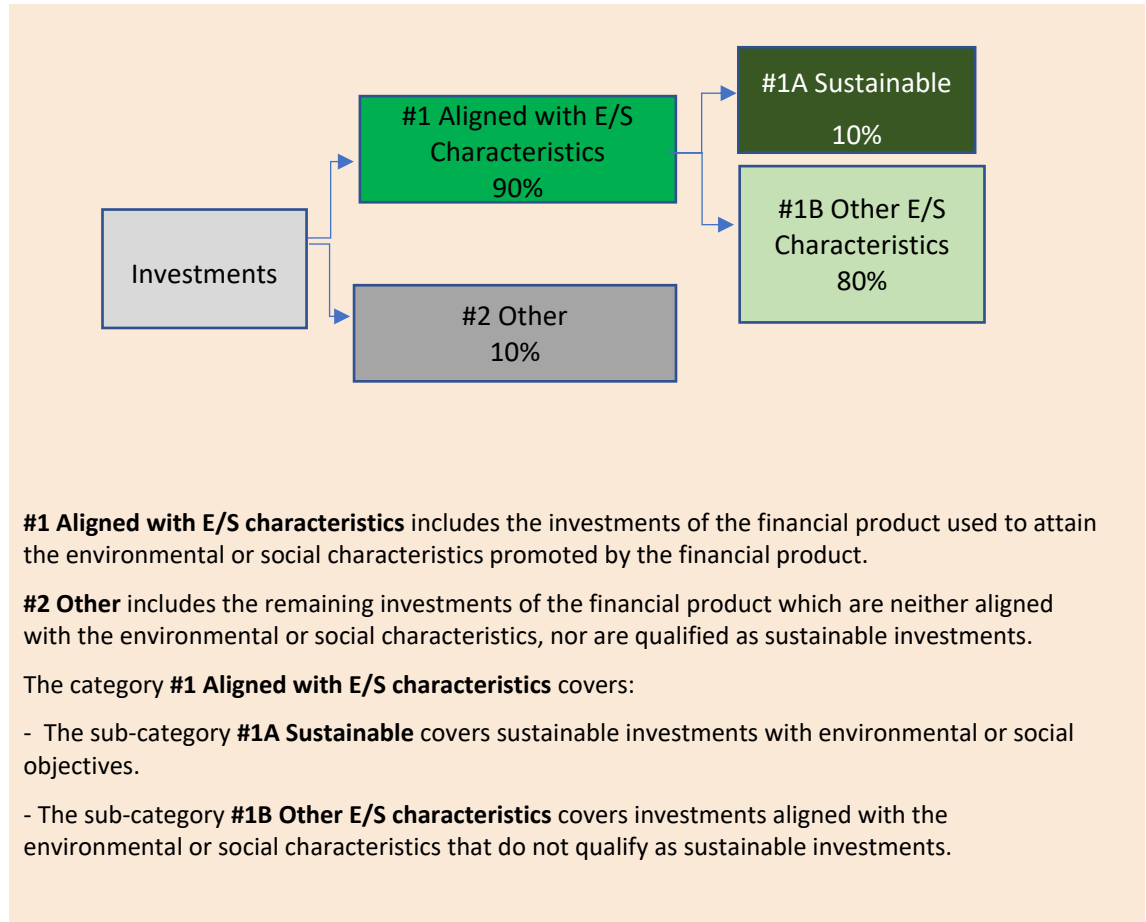 #1A Sustainable
10%
#1 Aligned with E/S
Characteristics
90%
#1B Other E/S
Characteristics
80%
Investments
#2 Other
10%
#1 Aligned with E/S characteristics includes the investments of the financial product used to attain
the environmental or social characteristics promoted by the financial product.
#2 Other includes the remaining investments of the financial product which are neither aligned
with the environmental or social characteristics, nor are qualified as sustainable investments.
The category #1 Aligned with E/S characteristics covers:
- The sub-category #1A Sustainable covers sustainable investments with environmental or social
objectives.
- The sub-category #1B Other E/S characteristics covers investments aligned with the
environmental or social characteristics that do not qualify as sustainable investments.